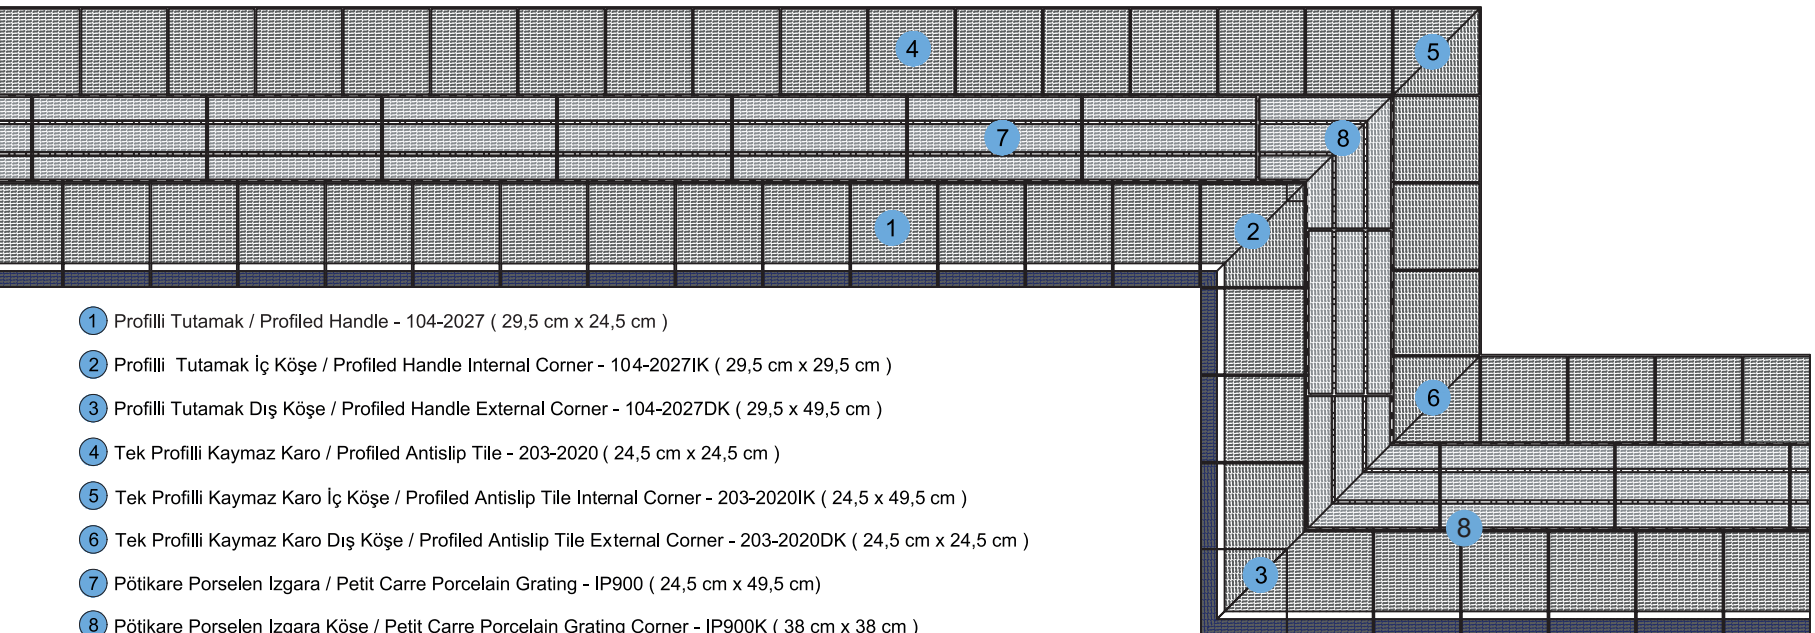 4
5
7
8
1
2
1 Profilli Tutamak / Profiled Handle - 104-2027 ( 29,5 cm x 24,5 cm )
2 Profilli Tutamak İç Köşe / Profiled Handle Internal Corner - 104-2027IK ( 29,5 cm x 29,5 cm )
3 Profilli Tutamak Dış Köşe / Profiled Handle External Corner - 104-2027DK ( 29,5 x 49,5 cm )
6
4 Tek Profilli Kaymaz Karo / Profiled Antislip Tile - 203-2020 ( 24,5 cm x 24,5 cm )
5 Tek Profilli Kaymaz Karo İç Köşe / Profiled Antislip Tile Internal Corner - 203-2020IK ( 24,5 x 49,5 cm )
6 Tek Profilli Kaymaz Karo Dış Köşe / Profiled Antislip Tile External Corner - 203-2020DK ( 24,5 cm x 24,5 cm )
8
7 Pötikare Porselen Izgara / Petit Carre Porcelain Grating - IP900 ( 24,5 cm x 49,5 cm)
3
8 Pötikare Porselen Izgara Köşe / Petit Carre Porcelain Grating Corner - IP900K ( 38 cm x 38 cm )